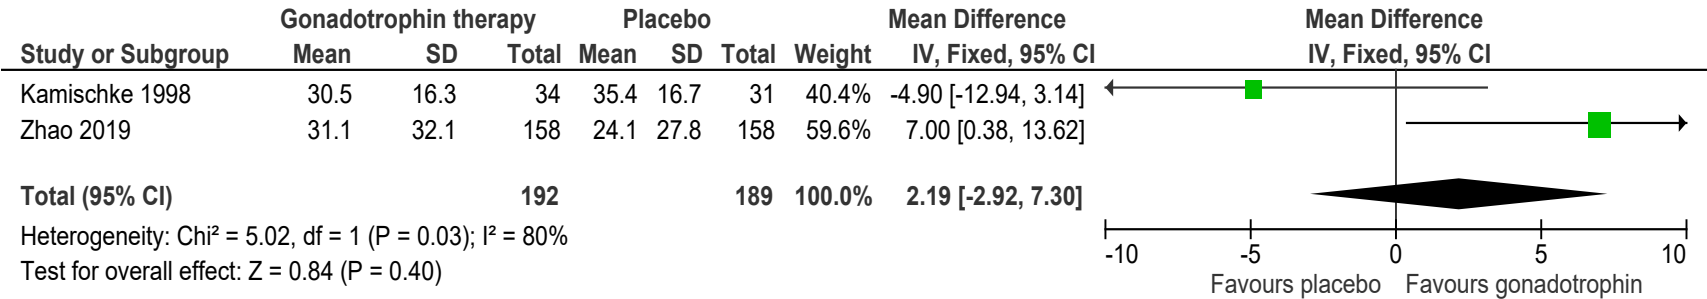 Gonadotrophin therapy Placebo Mean Difference Mean Difference
Study or Subgroup Mean SD Total Mean SD Total Weight IV, Fixed, 95% CI IV, Fixed, 95% CI
Kamischke 1998 30.5 16.3 34 35.4 16.7 31 40.4% -4.90 [-12.94, 3.14]
Zhao 2019 31.1 32.1 158 24.1 27.8 158 59.6% 7.00 [0.38, 13.62]
Total (95% CI) 192 189 100.0% 2.19 [-2.92, 7.30]
Heterogeneity: Chi² = 5.02, df = 1 (P = 0.03); I² = 80%
Test for overall effect: Z = 0.84 (P = 0.40)
-10 -5 0 5 10
Favours placebo Favours gonadotrophin